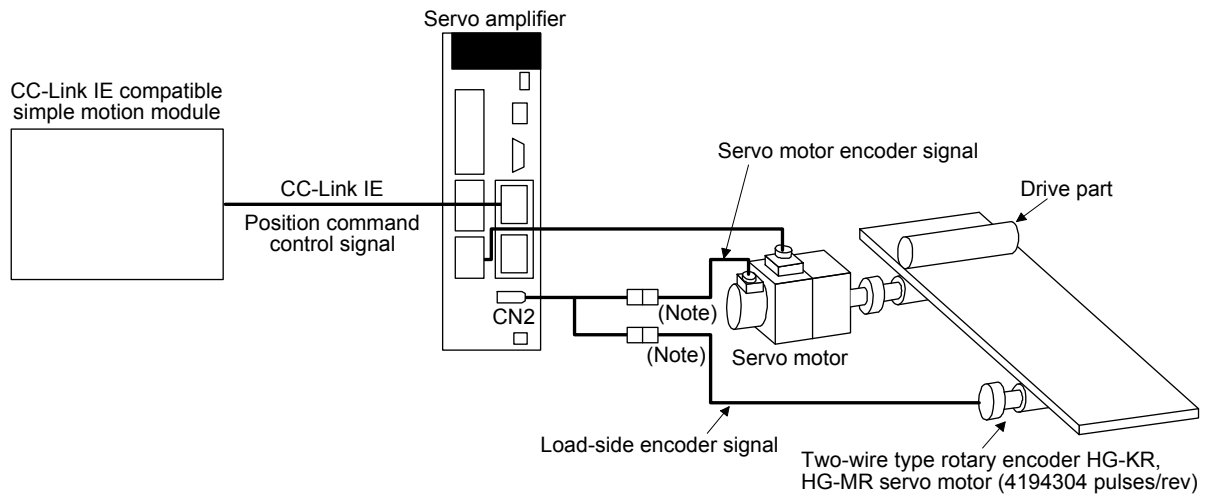 Servo amplifier
CC-Link IE compatible
simple motion module
CC-Link IE
Position command
control signal
Servo motor encoder signal
Drive part
CN2
(Note)
(Note)
Servo motor
Load-side encoder signal
Two-wire type rotary encoder HG-KR,
HG-MR servo motor (4194304 pulses/rev)